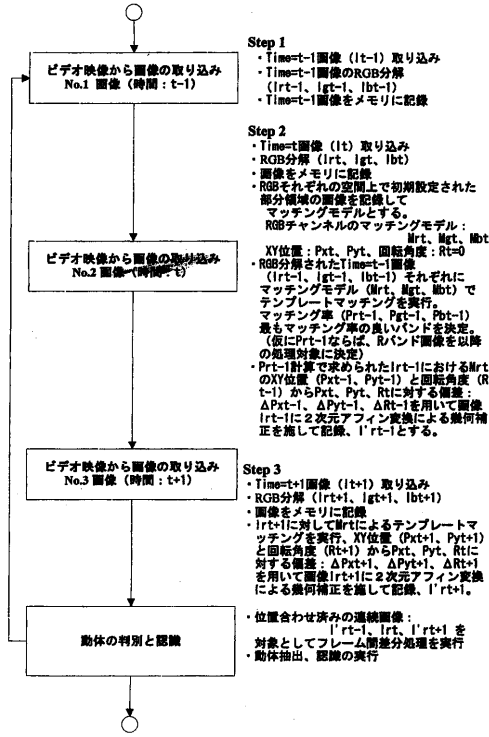 ビデオ映像から画像の取り込み
No.1 画像(時間:t-1)
Step 1
・Time=t-1画像(It-1)取り込み
・Time=t-1画像のRGB分解
(Irt-1、Igt-1、Ibt-1)
・Time=t-1画像をメモリに記録
ビデオ映像から画像の取り込み
No.2 画像(時間:t)
Step 2
・Time=t画像(It)取り込み
・RGB分解(Irt、Igt、Ibt)
・画像をメモリに記録
・RGBそれぞれの空間上で初期設定された
部分領域の画像を記録して
マッチングモデルとする。
RGBチャンネルのマッチングモデル:
Mrt、Mgt、Mbt
XY位置:Pxt、Pyt、回転角度:Rt=0
・RGB分解されたTime=t-1画像
(Irt-1、Igt-1、Ibt-1)それぞれに
マッチングモデル(Mrt、Mgt、Mbt)で
テンプレートマッチングを実行。
マッチング率(Prt-1、Pgt-1、Pbt-1)
最もマッチング率の良いバンドを決定。
(仮にPrt-1ならば、Rバンド画像を以降
の処理対象に決定)
・Prt-1計算で求められたIrt-1におけるMrt
のXY位置(Pxt-1、Pyt-1)と回転角度(R
t-1)からPxt、Pyt、Rtに対する偏差:
ΔPxt-1、ΔPyt-1、ΔRt-1を用いて画像
Irt-1に2次元アフィン変換による幾何補
正を施して記録、I'rt-1とする。
ビデオ映像から画像の取り込み
No.3 画像(時間:t+1)
Step 3
・Time=t+1画像(It+1)取り込み
・RGB分解(Irt+1、Igt+1、Ibt+1)
・画像をメモリに記録
・Irt+1に対してMrtによるテンプレートマ
ッチングを実行、XY位置(Pxt+1、Pyt+1)
と回転角度(Rt+1)からPxt、Pyt、Rtに
対する偏差:ΔPxt+1、ΔPyt+1、ΔRt+1
を用いて画像Irt+1に2次元アフィン変換
による幾何補正を施して記録、I'rt+1。
動体の判別と認識
・位置合わせ済みの連続画像:
I'rt-1、Irt、I'rt+1 を
対象としてフレーム間差分処理を実行
・動体抽出、認識の実行